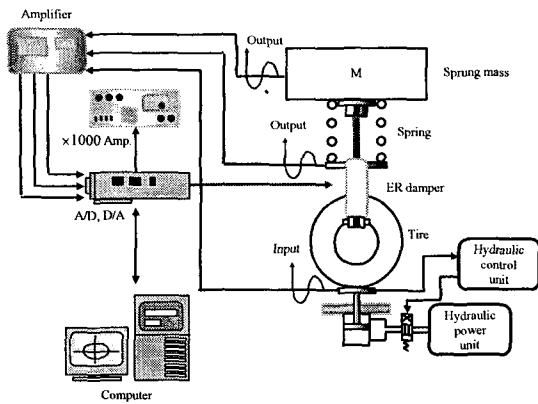 Amplifier
Output
M
Sprung mass
×1000 Amp.
Output
Spring
A/D, D/A
ER damper
Input
Tire
Hydraulic
control
unit
Hydraulic
power
unit
Computer